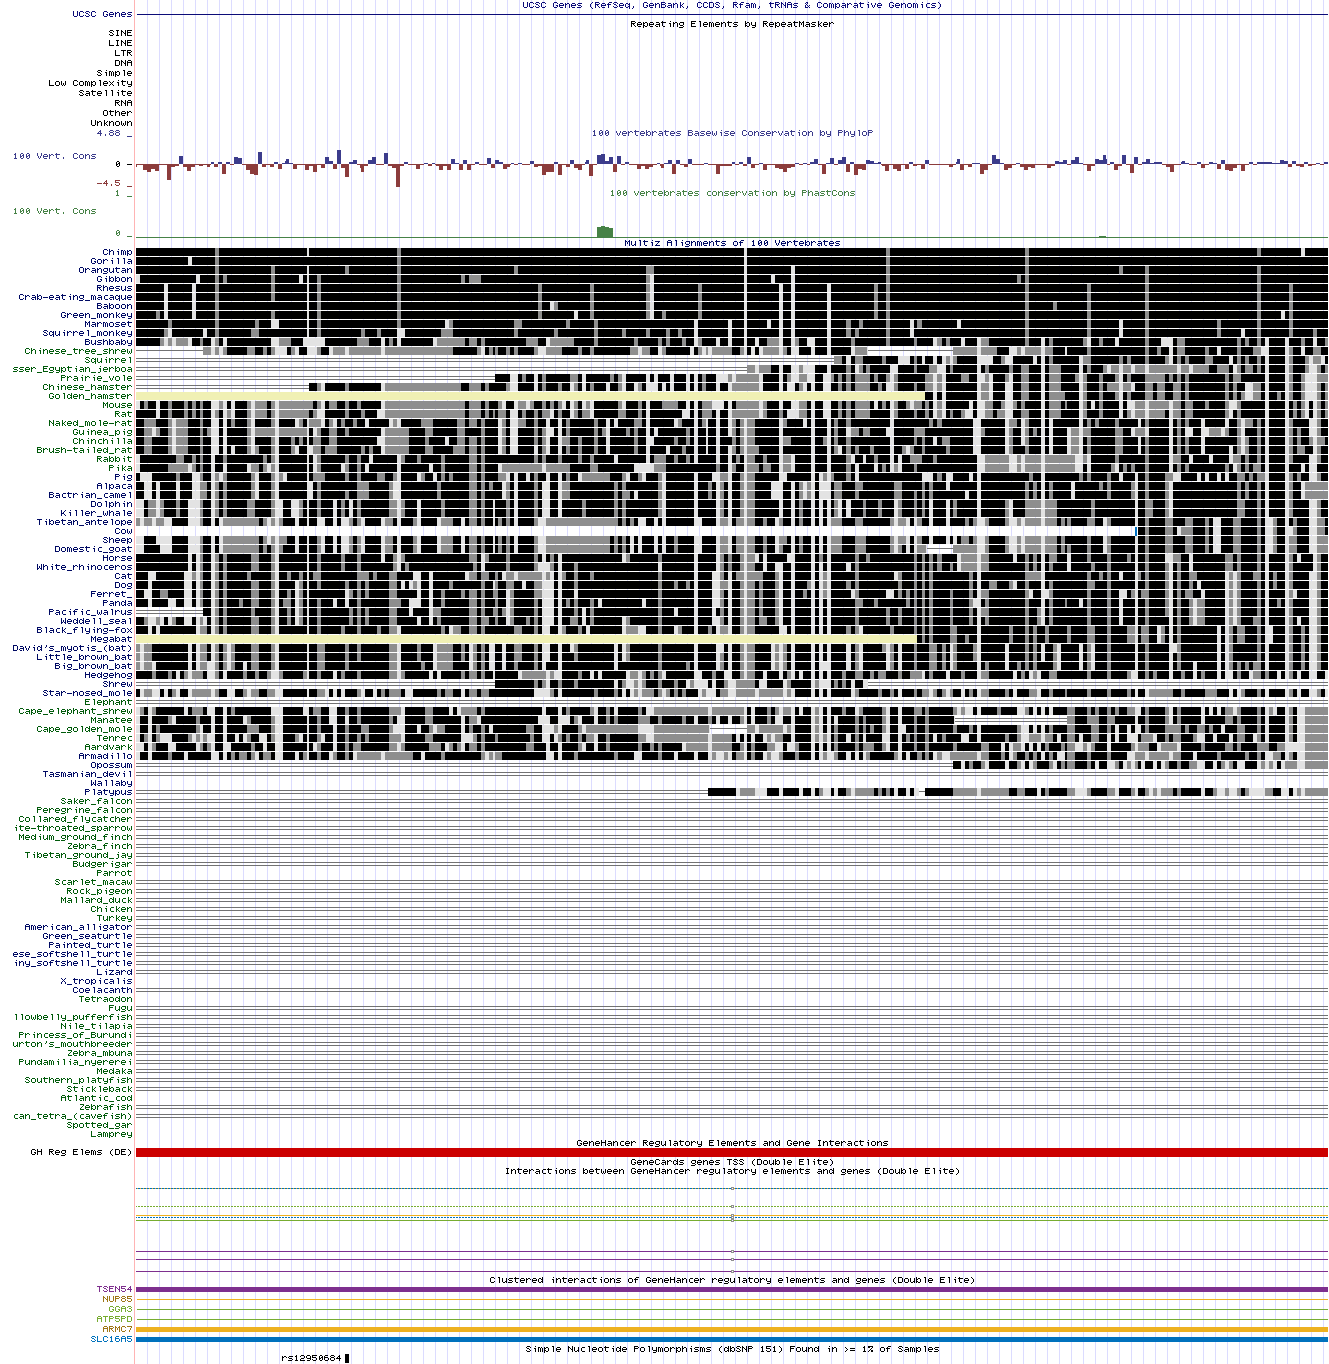 UCSC Genes (RefSeq, GenBank, CCDS, Rfam, tRNAs & Comparative Genomics)
UCSC Genes
Repeating Elements by RepeatMasker
SINE
LINE
LTR
DNA
Simple
Low Complexity
Satellite
RNA
Other
Unknown
4.88 _
100 vertebrates Basewise Conservation by PhyloP
100 Vert. Cons
0 _
-4.5 _
1 _
100 vertebrates conservation by PhastCons
100 Vert. Cons
0 _
Multiz Alignments of 100 Vertebrates
Chimp
Gorilla
Orangutan
Gibbon
Rhesus
Crab-eating_macaque
Baboon
Green_monkey
Marmoset
Squirrel_monkey
Bushbaby
Chinese_tree_shrew
Squirrel
sser_Egyptian_jerboa
Prairie_vole
Chinese_hamster
Golden_hamster
Mouse
Rat
Naked_mole-rat
Guinea_pig
Chinchilla
Brush-tailed_rat
Rabbit
Pika
Pig
Alpaca
Bactrian_camel
Dolphin
Killer_whale
Tibetan_antelope
Cow
Sheep
Domestic_goat
Horse
White_rhinoceros
Cat
Dog
Ferret_
Panda
Pacific_walrus
Weddell_seal
Black_flying-fox
Megabat
David's_myotis_(bat)
Little_brown_bat
Big_brown_bat
Hedgehog
Shrew
Star-nosed_mole
Elephant
Cape_elephant_shrew
Manatee
Cape_golden_mole
Tenrec
Aardvark
Armadillo
Opossum
Tasmanian_devil
Wallaby
Platypus
Saker_falcon
Peregrine_falcon
Collared_flycatcher
ite-throated_sparrow
Medium_ground_finch
Zebra_finch
Tibetan_ground_jay
Budgerigar
Parrot
Scarlet_macaw
Rock_pigeon
Mallard_duck
Chicken
Turkey
American_alligator
Green_seaturtle
Painted_turtle
ese_softshell_turtle
iny_softshell_turtle
Lizard
X_tropicalis
Coelacanth
Tetraodon
Fugu
llowbelly_pufferfish
Nile_tilapia
Princess_of_Burundi
urton's_mouthbreeder
Zebra_mbuna
Pundamilia_nyererei
Medaka
Southern_platyfish
Stickleback
Atlantic_cod
Zebrafish
can_tetra_(cavefish)
Spotted_gar
Lamprey
GeneHancer Regulatory Elements and Gene Interactions
GH Reg Elems (DE)
GeneCards genes TSS (Double Elite)
Interactions between GeneHancer regulatory elements and genes (Double Elite)
Clustered interactions of GeneHancer regulatory elements and genes (Double Elite)
TSEN54
NUP85
GGA3
ATP5PD
ARMC7
SLC16A5
Simple Nucleotide Polymorphisms (dbSNP 151) Found in >= 1% of Samples
rs12950684